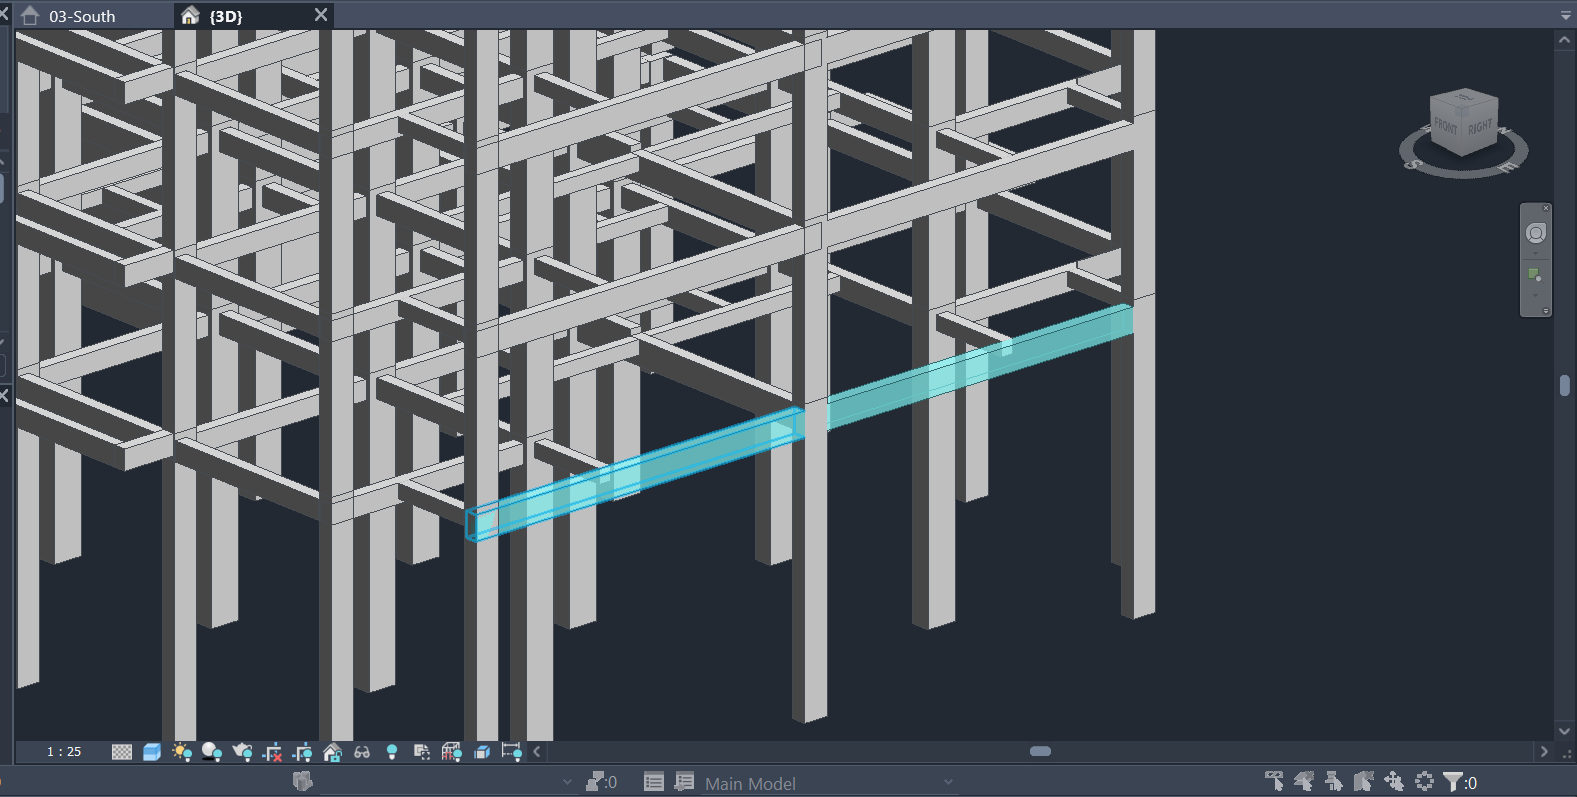 03-South
{3D}
FRONT
RIGHT
S
E
1 : 25
:0
Main Model
:0